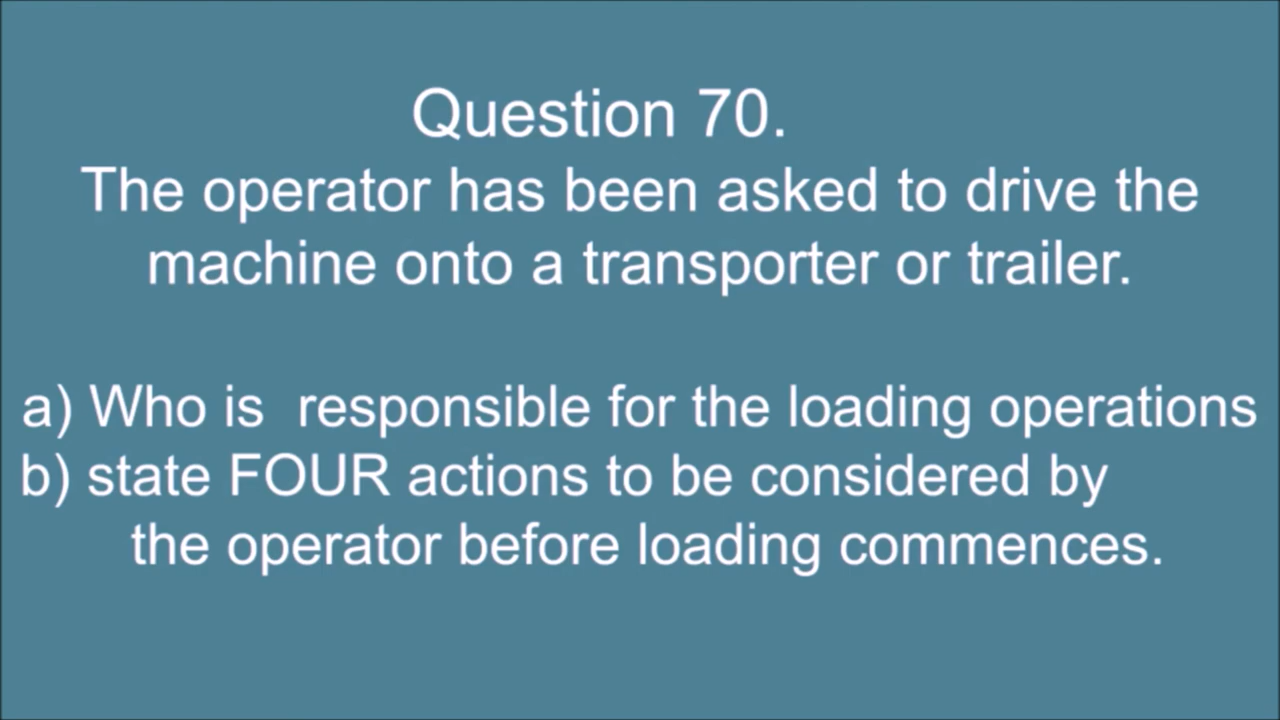 Question 70.
The operator has been asked to drive the
machine onto a transporter or trailer.
a) Who is responsible for the loading operations
b) state FOUR actions to be considered by
the operator before loading commences.